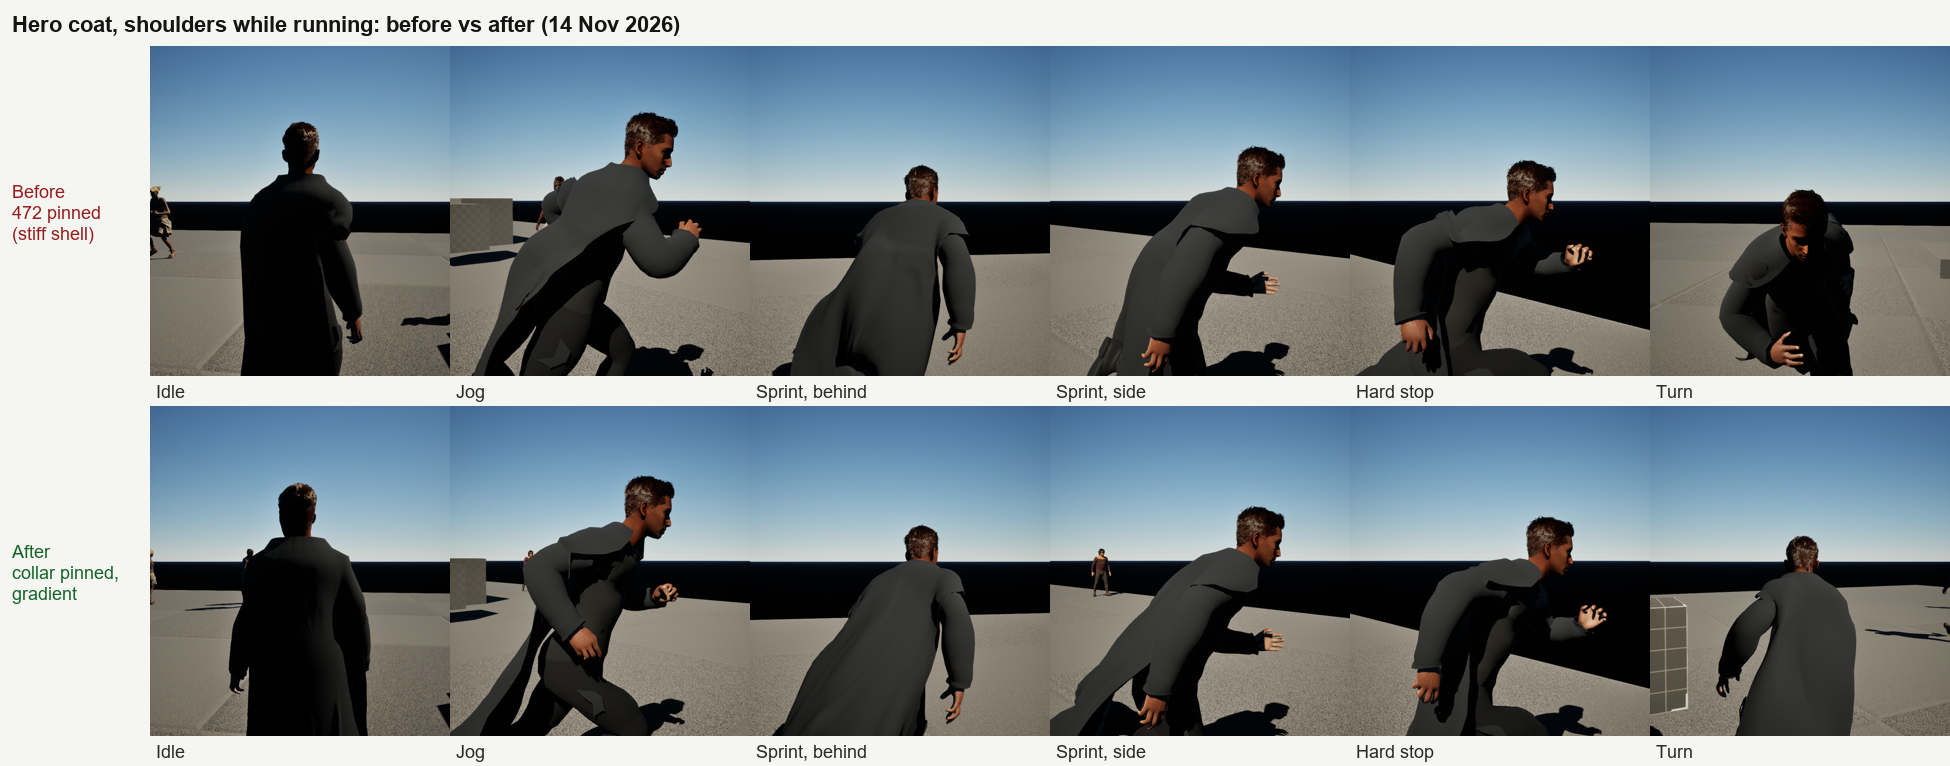 Hero coat, shoulders while running: before vs after (14 Nov 2026)
Before
472 pinned
(stiff shell)
Idle
Jog
Sprint, behind
Sprint, side
Hard stop
Turn
After
collar pinned,
gradient
Idle
Jog
Sprint, behind
Sprint, side
Hard stop
Turn